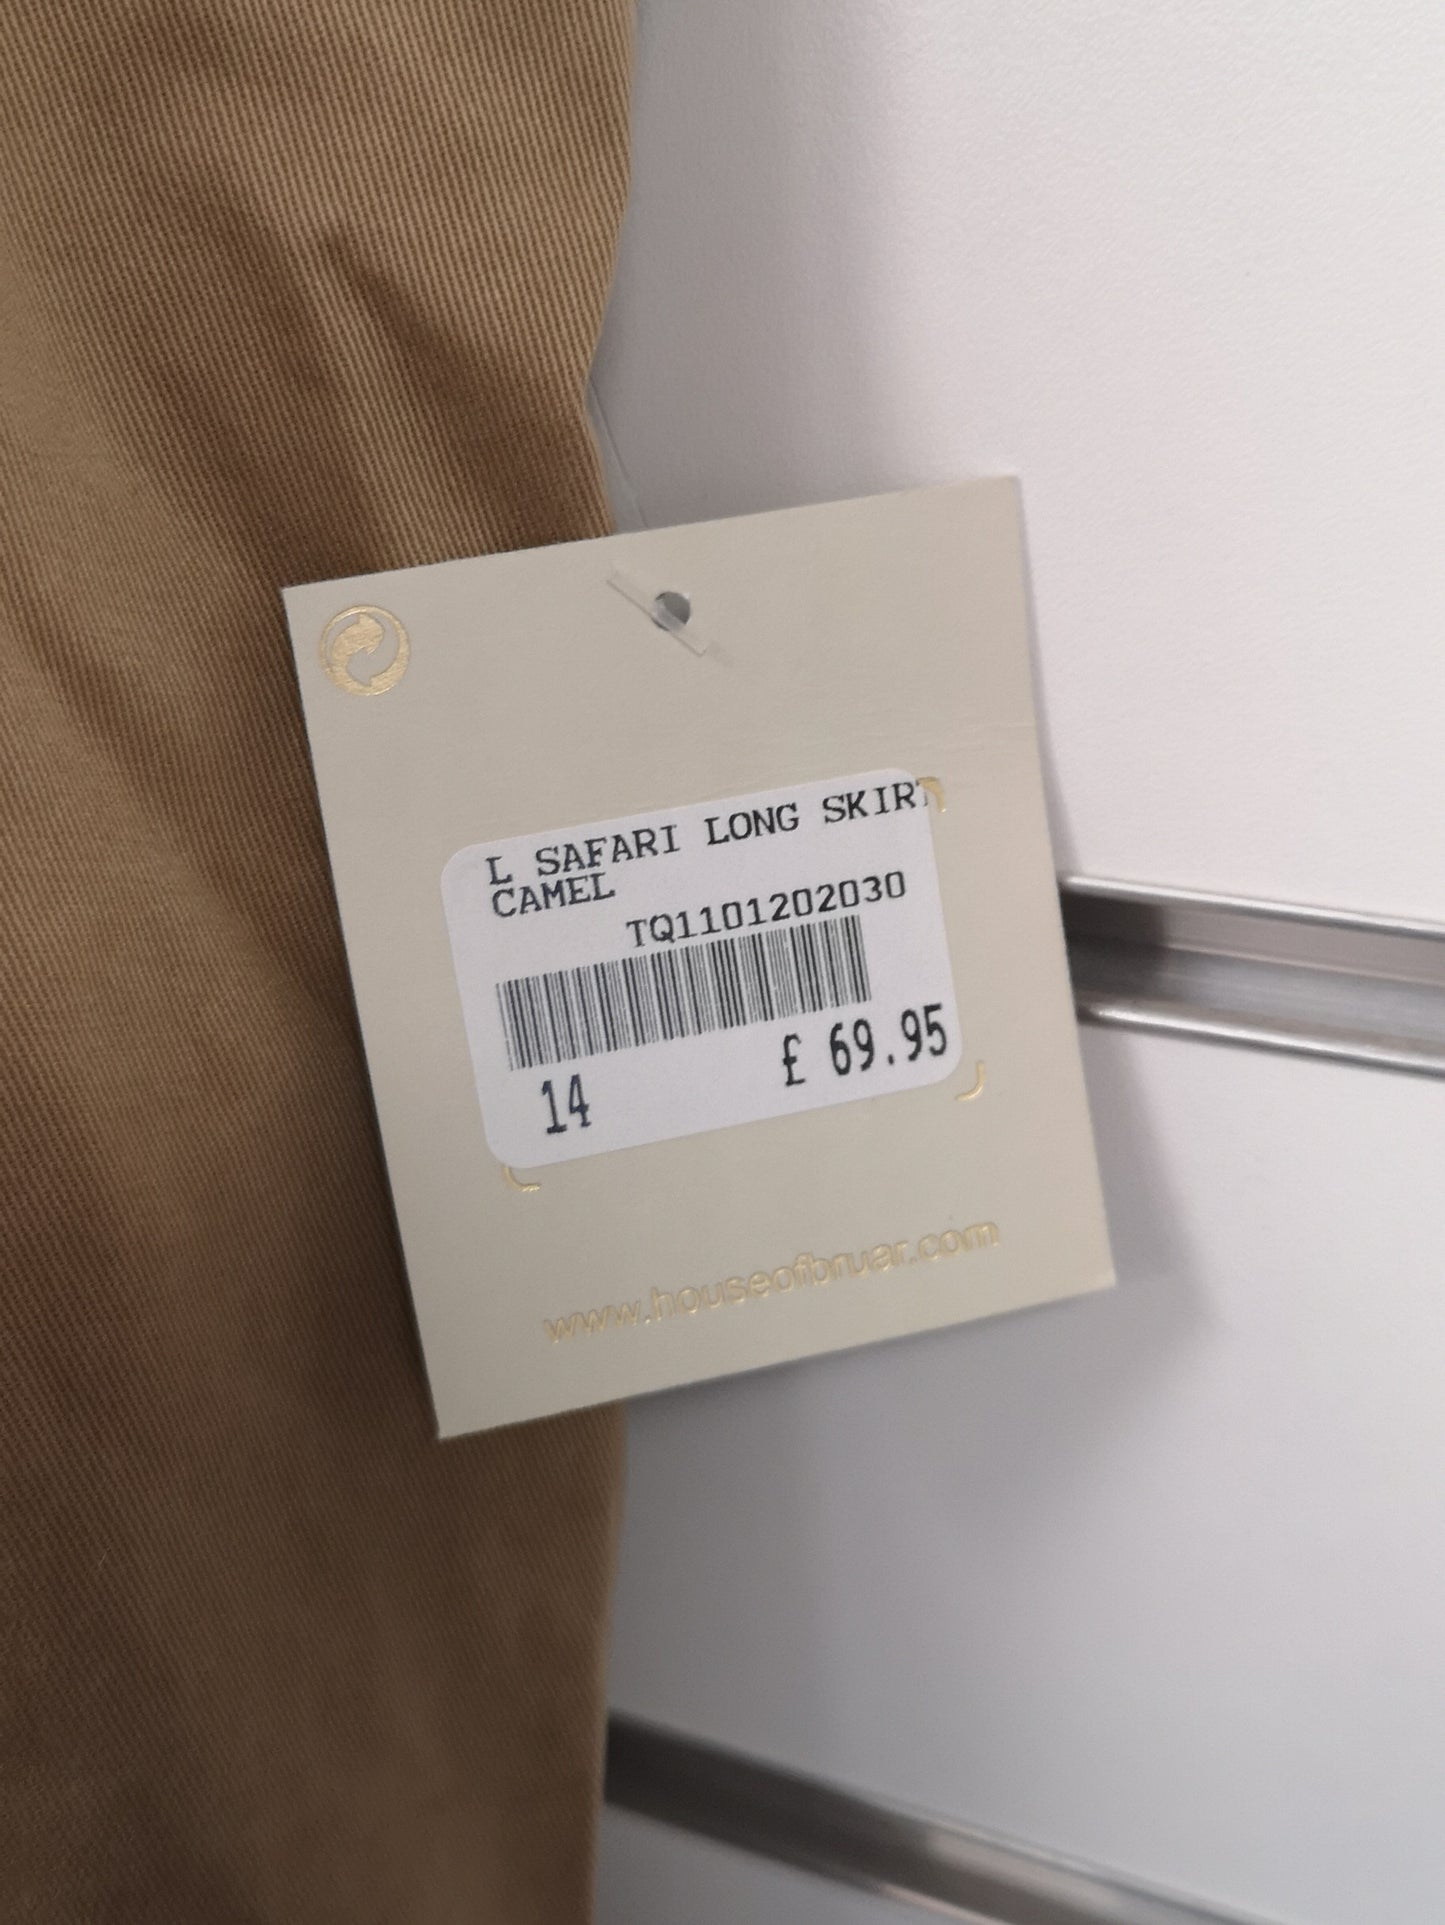 L SAFARI LONG SKIRT
CAMEL
TQ1101202030
14 £ 69.95
www.houseofbruar.com